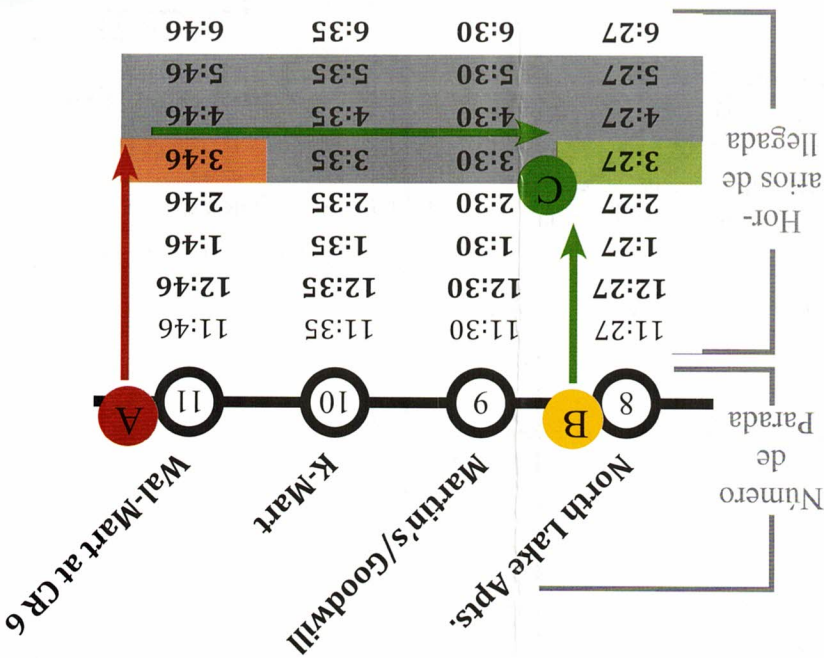 North Lake Apts.
Martin's/Goodwill
K-Mart
Wal-Mart at CR 6
Número
de
Parada
8 B 9 10 11 A
Hor-
arios de
llegada
11:27 11:30 11:35 11:46
12:27 12:30 12:35 12:46
1:27 1:30 1:35 1:46
2:27 2:30 2:35 2:46
C
3:27 3:30 3:35 3:46
4:27 4:30 4:35 4:46
5:27 5:30 5:35 5:46
6:27 6:30 6:35 6:46